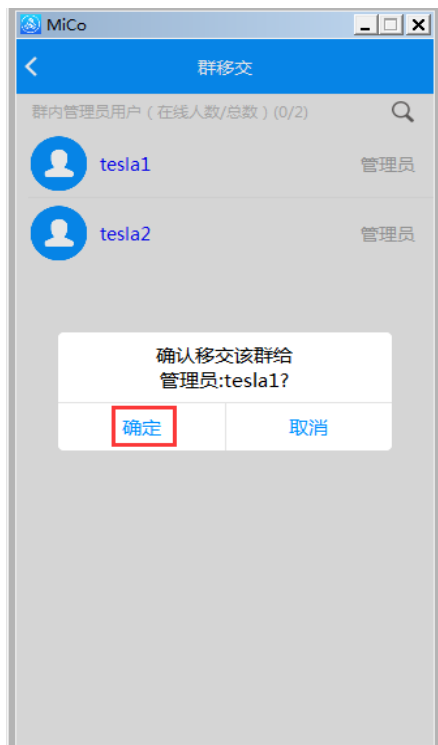 MiCo
群移交
群内管理员用户（在线人数/总数）(0/2)
tesla1 管理员
tesla2 管理员
确认移交该群给
管理员:tesla1?
确定 取消